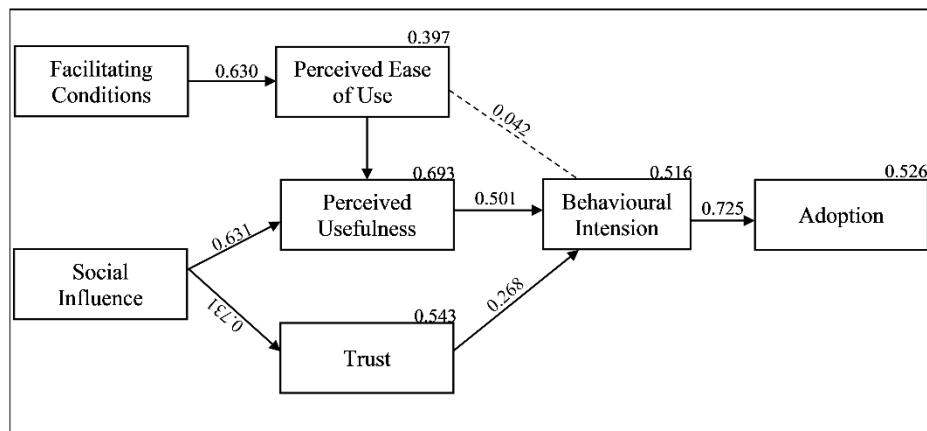 0.397
Facilitating
Conditions
0.630
Perceived Ease
of Use
0.042
0.693
Perceived
Usefulness
0.501
0.516
Behavioural
Intension
0.725
0.526
Adoption
0.631
Social
Influence
0.731
0.543
Trust
0.268